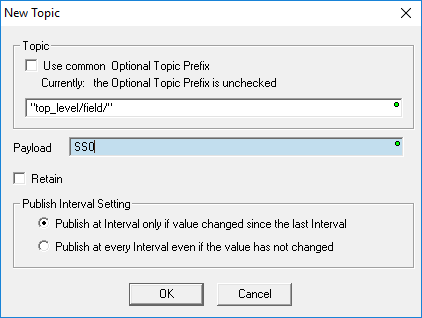 New Topic
Topic
Use common Optional Topic Prefix
Currently: the Optional Topic Prefix is unchecked
"top_level/field/"
Payload SS0
Retain
Publish Interval Setting
Publish at Interval only if value changed since the last Interval
Publish at every Interval even if the value has not changed
OK Cancel